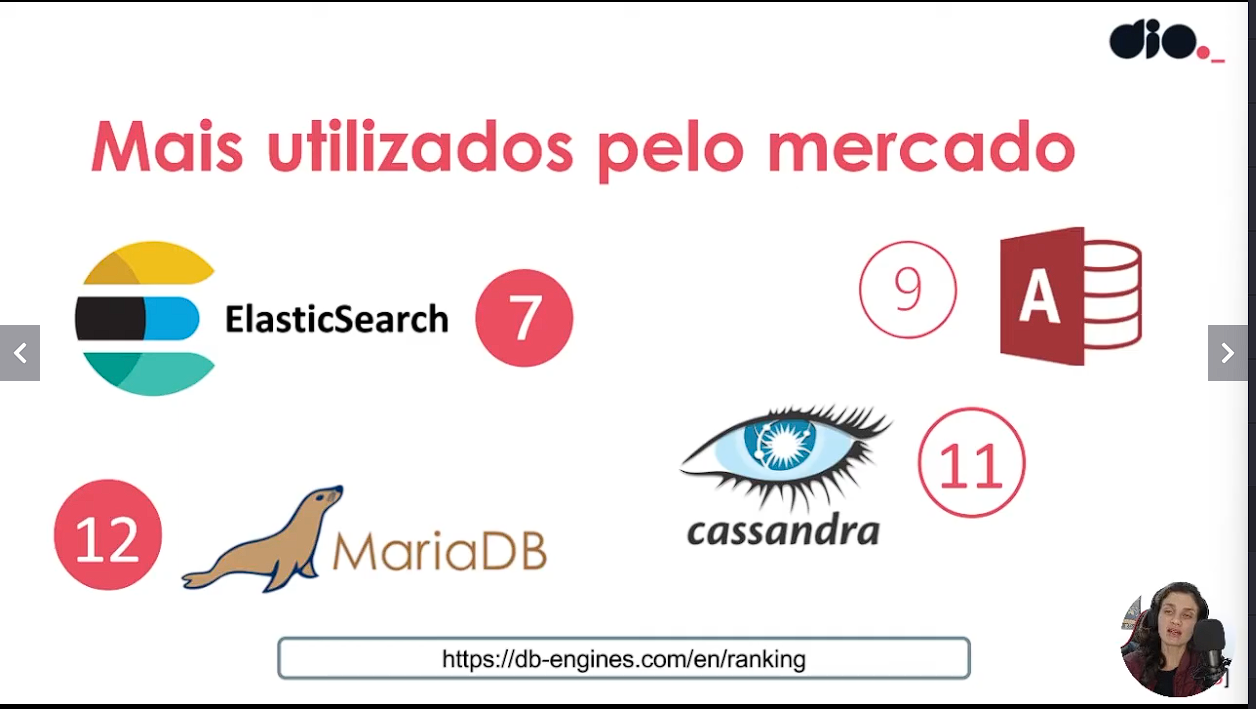 dio._
Mais utilizados pelo mercado
ElasticSearch
7
9
A
cassandra
11
12
MariaDB
https://db-engines.com/en/ranking